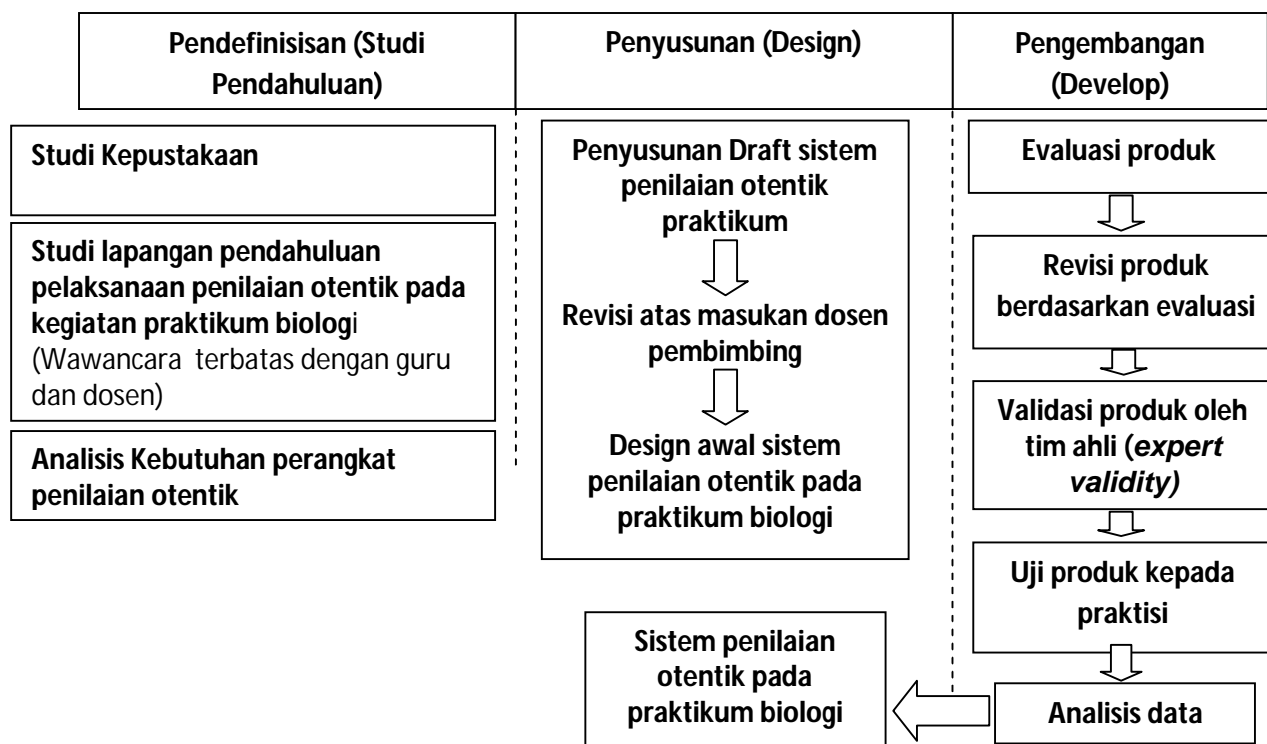 Pendefinisisan (Studi
Pendahuluan)
Penyusunan (Design)
Pengembangan
(Develop)
Studi Kepustakaan
Studi lapangan pendahuluan
pelaksanaan penilaian otentik pada
kegiatan praktikum biologi
(Wawancara terbatas dengan guru
dan dosen)
Analisis Kebutuhan perangkat
penilaian otentik
Penyusunan Draft sistem
penilaian otentik
praktikum
Revisi atas masukan dosen
pembimbing
Design awal sistem
penilaian otentik pada
praktikum biologi
Evaluasi produk
Revisi produk
berdasarkan evaluasi
Validasi produk oleh
tim ahli (expert
validity)
Uji produk kepada
praktisi
Analisis data
Sistem penilaian
otentik pada
praktikum biologi